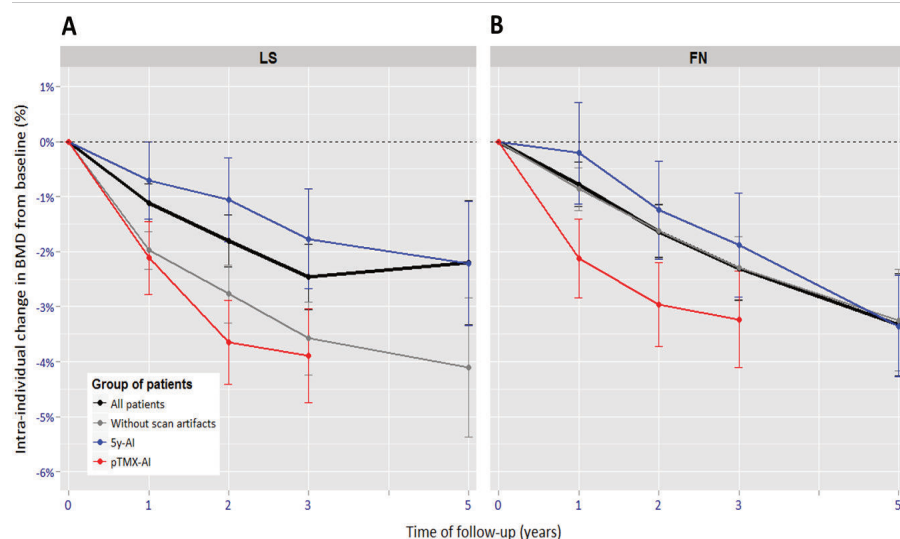 A
B
LS
FN
Intra-individual change in BMD from baseline (%)
1%
0%
-1%
-2%
-3%
-4%
-5%
-6%
Group of patients
All patients
Without scan artifacts
5y-AI
pTMX-AI
0 1 2 3 5
0 1 2 3 5
Time of follow-up (years)